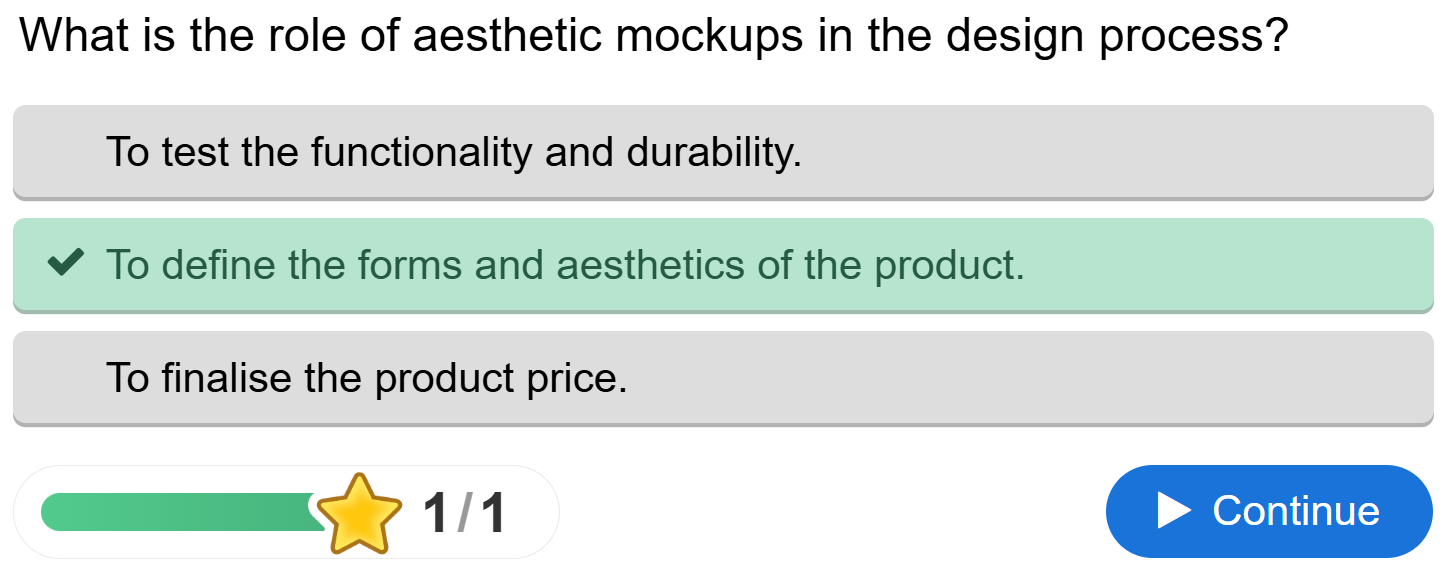 What is the role of aesthetic mockups in the design process?
To test the functionality and durability.
To define the forms and aesthetics of the product.
To finalise the product price.
1/1
Continue